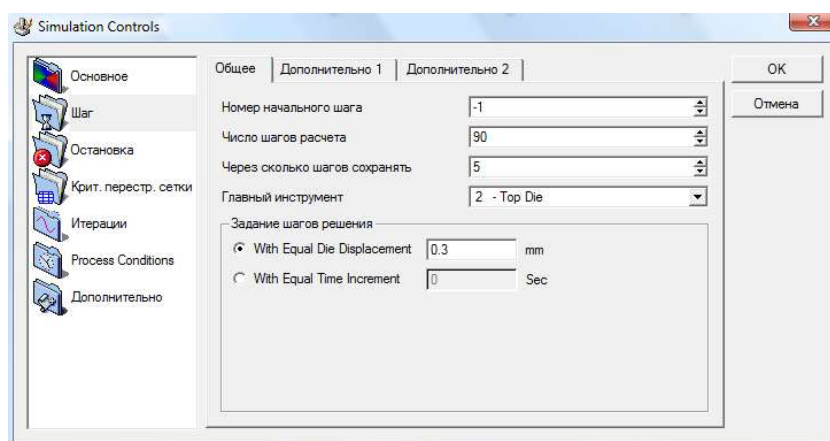 Simulation Controls
Основное
Шаг
Остановка
Крит. перестр. сетки
Итерации
Process Conditions
Дополнительно
Общее Дополнительно 1 Дополнительно 2
Номер начального шага -1
Число шагов расчета 90
Через сколько шагов сохранять 5
Главный инструмент 2 - Top Die
Задание шагов решения
With Equal Die Displacement 0.3 mm
With Equal Time Increment 0 Sec
OK
Отмена